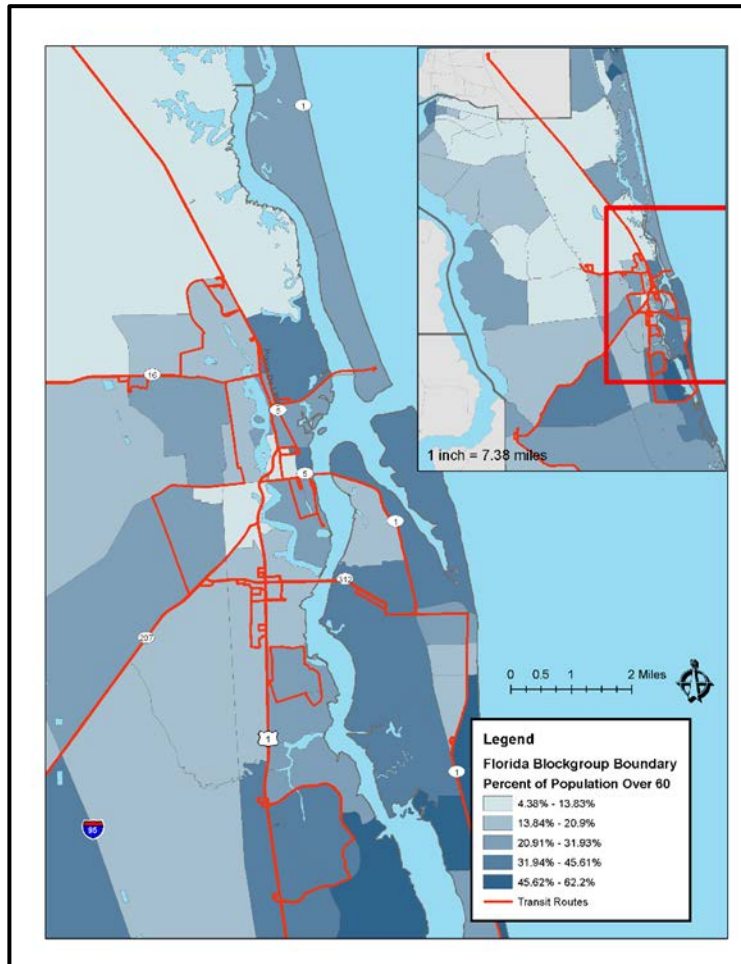 1
1 inch = 7.38 miles
16
5
5
1
312
207
0 0.5 1 2 Miles
1
1
95
Legend
Florida Blockgroup Boundary
Percent of Population Over 60
4.38% - 13.83%
13.84% - 20.9%
20.91% - 31.93%
31.94% - 45.61%
45.62% - 62.2%
Transit Routes